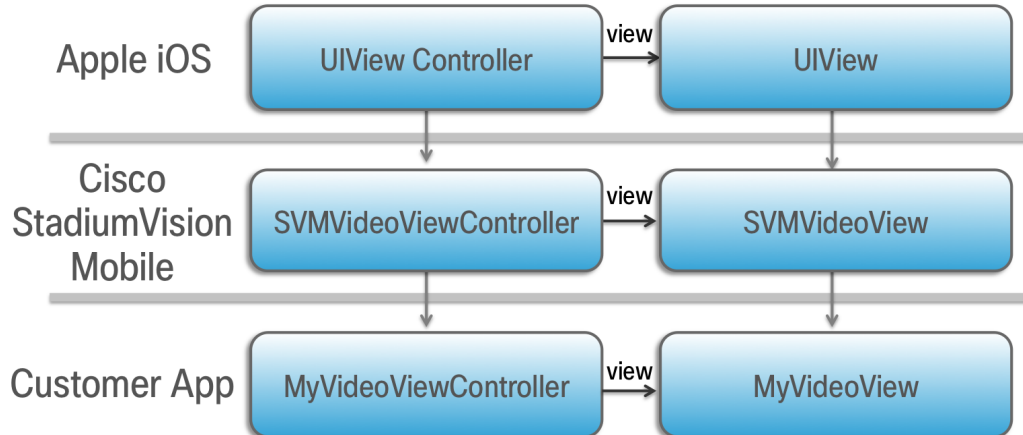 Apple iOS
UIView Controller
view
UIView
Cisco
StadiumVision
Mobile
SVMVideoViewController
view
SVMVideoView
Customer App
MyVideoViewController
view
MyVideoView